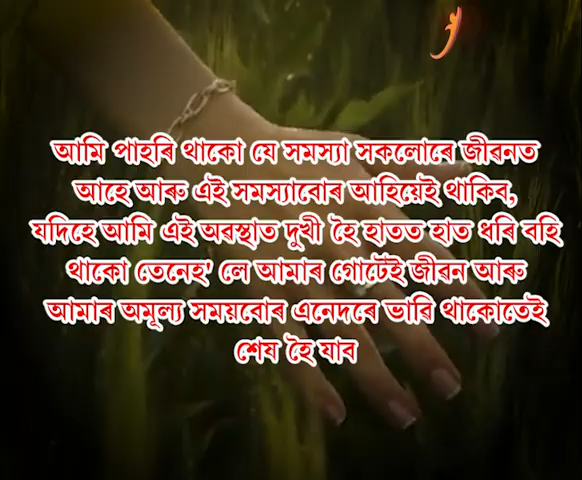 আমি পাহৰি থাকো যে সমস্যা সকলোৰে জীৱনত
আহে আৰু এই সমস্যাবোৰ আহিয়েই থাকিব,
যদিহে আমি এই অৱস্থাত দুখী হৈ হাতত হাত ধৰি বহি
থাকো তেনেহ' লে আমাৰ গোটেই জীৱন আৰু
আমাৰ অমূল্য সময়বোৰ এনেদৰে ভাৱি থাকোতেই
শেষ হৈ যাব